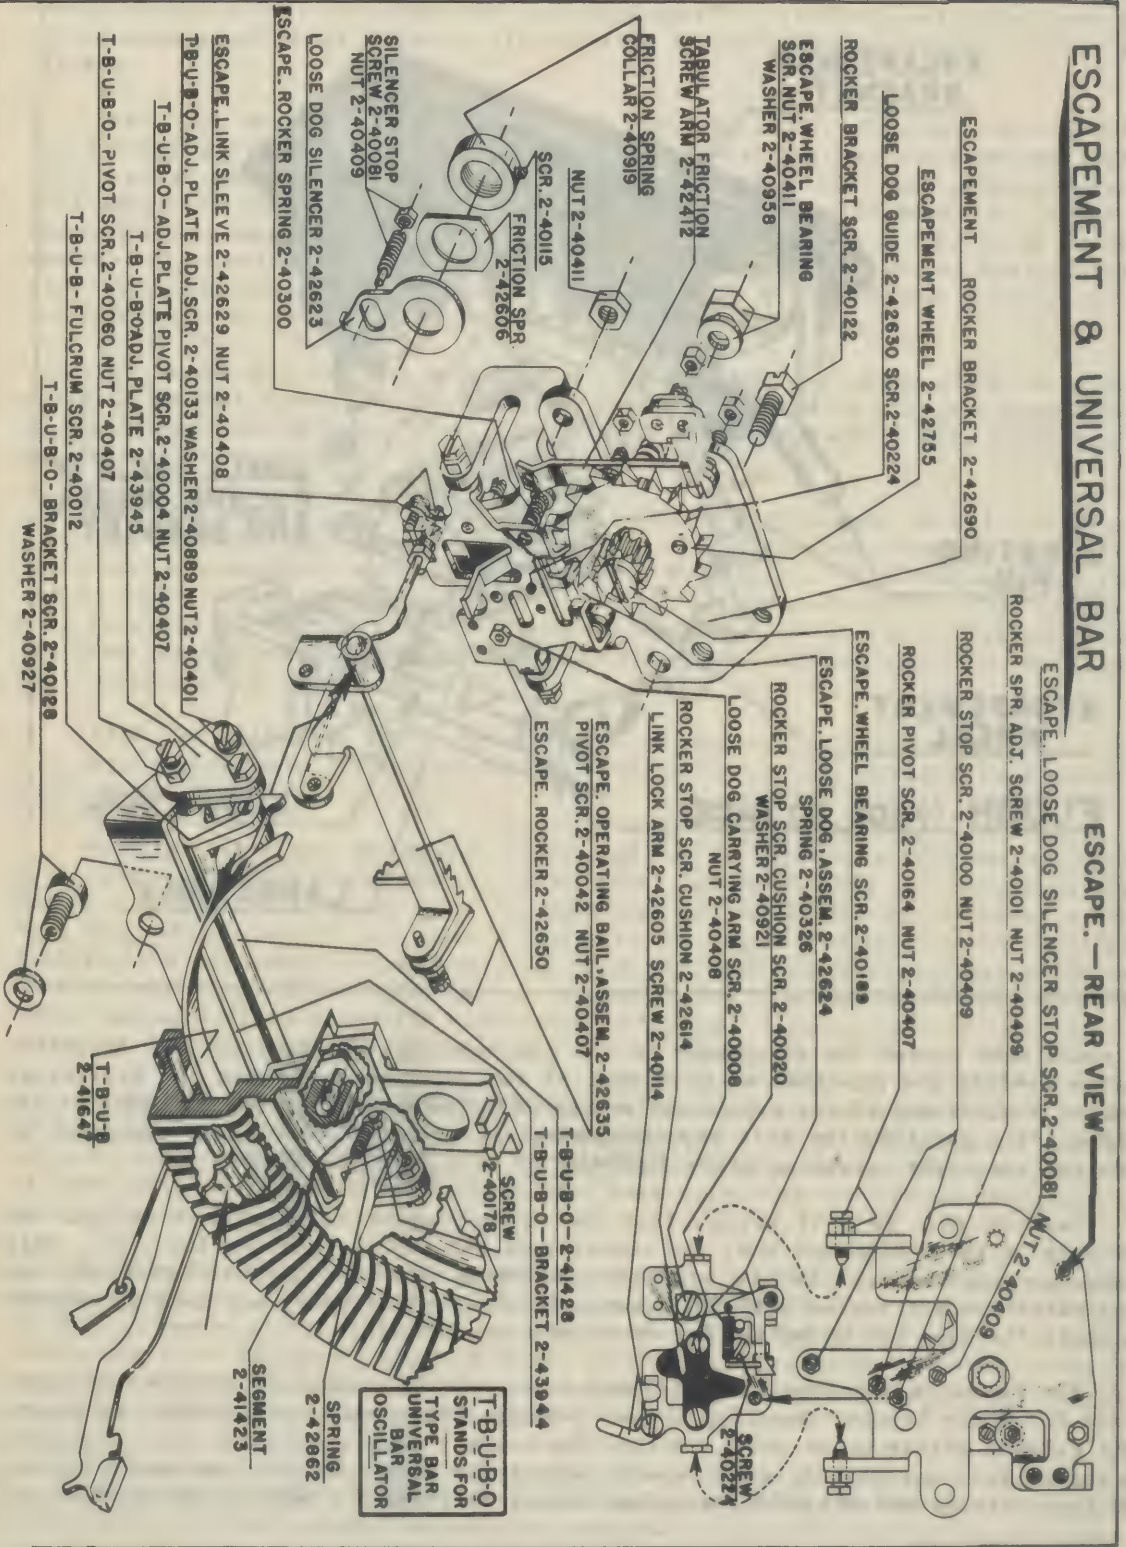 ESCAPEMENT & UNIVERSAL BAR
ESCAPE.—REAR VIEW
ESCAPEMENT ROCKER BRACKET 2-42690
ESCAPEMENT WHEEL 2-42755
LOOSE DOG GUIDE 2-42630 SCR. 2-40224
ROCKER BRACKET SCR. 2-40122
ESCAPE. WHEEL BEARING
SCR. NUT 2-40411
WASHER 2-40958
TABULATOR FRICTION
SCREW ARM 2-42412
FRICTION SPRING
COLLAR 2-40919
NUT 2-40411
SCR. 2-40115
FRICTION SPR
2-42606
SILENCER STOP
SCREW 2-40081
NUT 2-40409
LOOSE DOG SILENCER 2-42623
ESCAPE. ROCKER SPRING 2-40300
ESCAPE. LINK SLEEVE 2-42629 NUT 2-40408
T-B-U-B-O-ADJ. PLATE ADJ. SCR. 2-40133 WASHER 2-40889 NUT 2-40401
T-B-U-B-O-ADJ. PLATE PIVOT SCR. 2-40004 NUT 2-40407
T-B-U-B-O ADJ. PLATE 2-43945
T-B-U-B-O- PIVOT SCR. 2-40060 NUT 2-40407
T-B-U-B- FULCRUM SCR. 2-40012
T-B-U-B-O- BRACKET SCR. 2-40128
WASHER 2-40927
ESCAPE. LOOSE DOG SILENCER STOP SCR. 2-40081
NUT 2-40409
ROCKER SPR. ADJ. SCREW 2-40101 NUT 2-40409
ROCKER STOP SCR. 2-40100 NUT 2-40409
ROCKER PIVOT SCR. 2-40164 NUT 2-40407
ESCAPE. WHEEL BEARING SCR.
ESCAPE. LOOSE DOG, ASSEM. 2-42624
SPRING 2-40326
ROCKER STOP SCR. CUSHION SCR. 2-40020
WASHER 2-40921
LOOSE DOG CARRYING ARM SCR. 2-40008
NUT 2-40408
ROCKER STOP SCR. CUSHION 2-42614
LINK LOCK ARM 2-42605 SCREW 2-40114
SCREW
2-40224
ESCAPE. OPERATING BAIL, ASSEM. 2-42635
PIVOT SCR. 2-40042 NUT 2-40407
ESCAPE. ROCKER 2-42650
T-B-U-B-O-2-41428
T-B-U-B-O-BRACKET 2-43944
SCREW
2-40178
T-B-U-B
2-41647
SEGMENT
2-41423
SPRING
2-42862
T-B-U-B-O
STANDS FOR
TYPE BAR
UNIVERSAL
BAR
OSCILLATOR